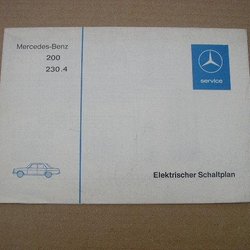 Mercedes-Benz
200
230.4
service
Elektrischer Schaltplan